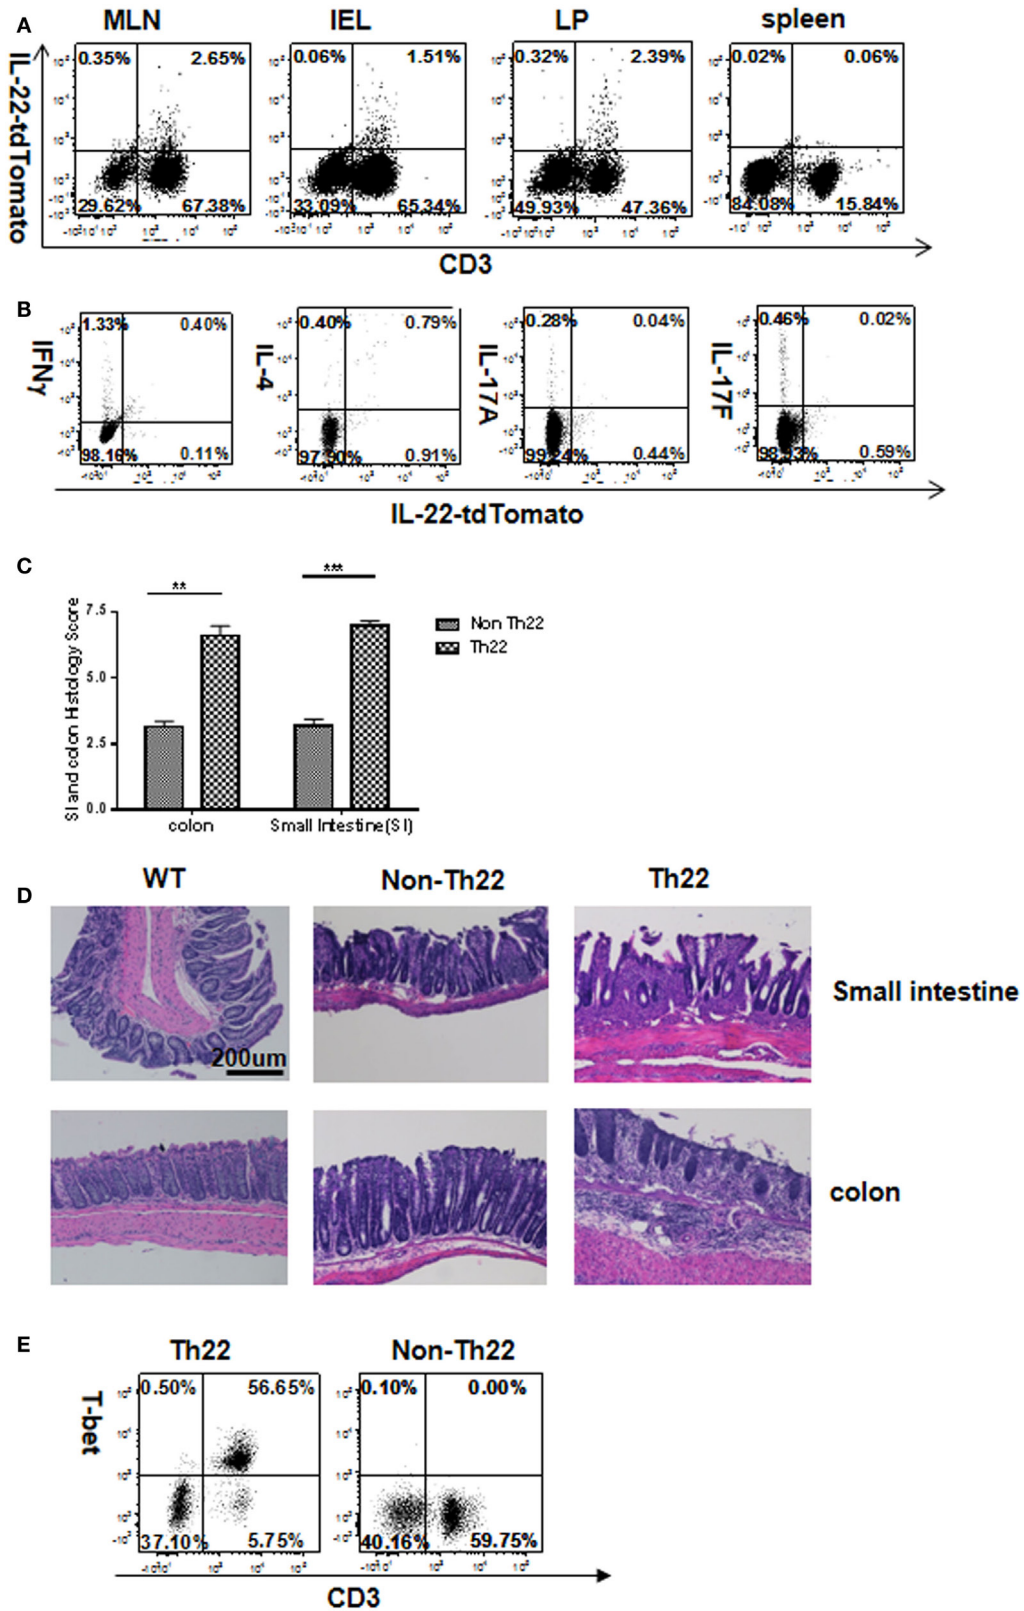 A
MLN IEL LP spleen
IL-22-tdTomato
0.35% 2.65% 0.06% 1.51% 0.32% 2.39% 0.02% 0.06%
29.62% 67.38% 33.09% 65.34% 49.93% 47.36% 84.08% 15.84%
CD3
B
IFNγ IL-4 IL-17A IL-17F
1.33% 0.40% 0.40% 0.79% 0.28% 0.04% 0.46% 0.02%
98.16% 0.11% 97.90% 0.91% 99.24% 0.44% 98.93% 0.59%
IL-22-tdTomato
C
** ***
SI and colon Histology Score
7.5
5.0
2.5
0.0
Non Th22
Th22
colon Small Intestine(SI)
D
WT Non-Th22 Th22
Small intestine
200um
colon
E
Th22 Non-Th22
T-bet
0.50% 56.65% 0.10% 0.00%
37.10% 5.75% 40.16% 59.75%
CD3